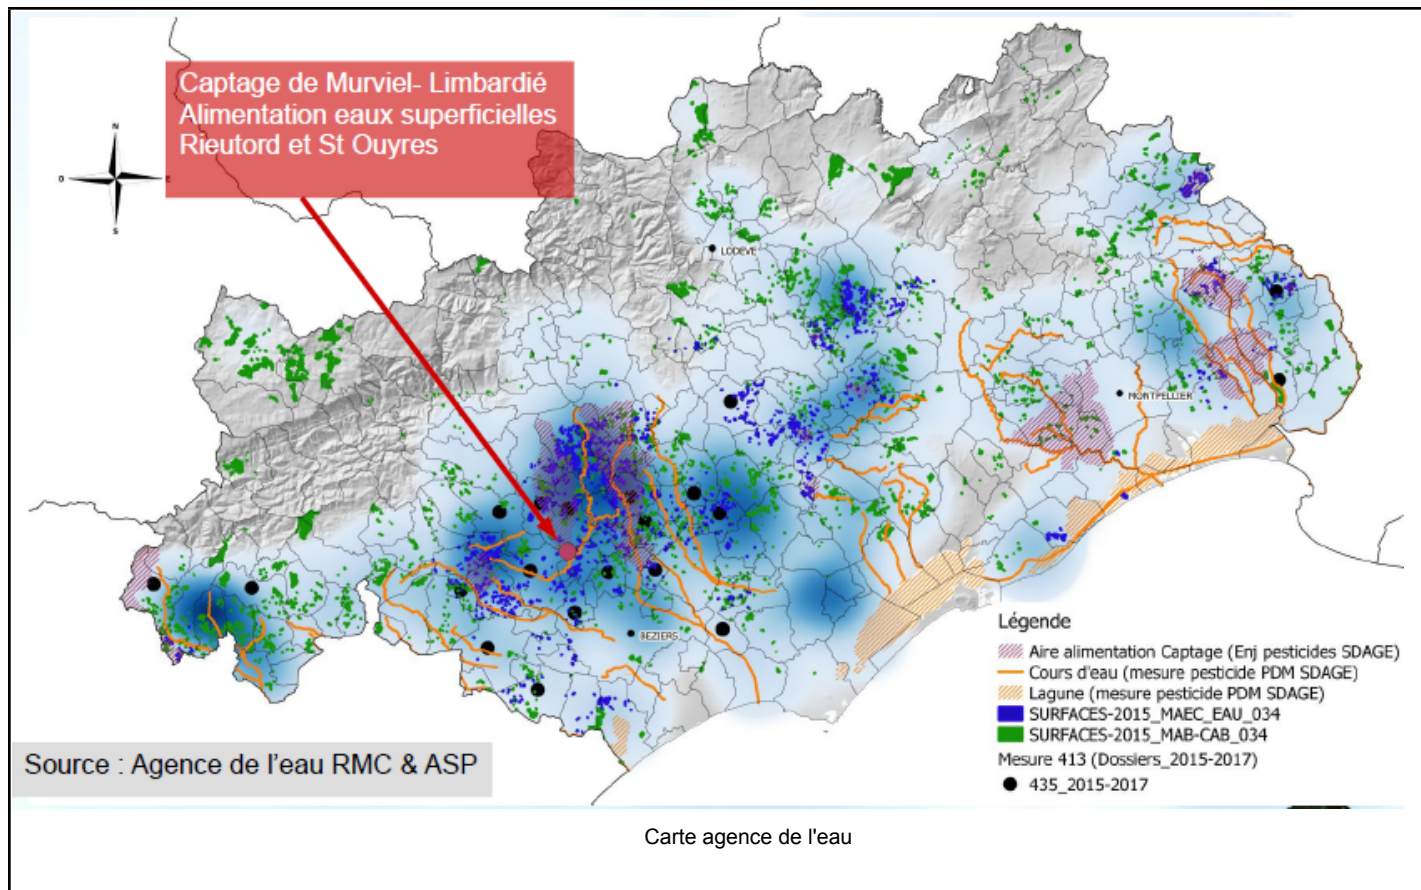 Captage de Murviel- Limbardié
Alimentation eaux superficielles
Rieutord et St Ouyres
N
O
E
S
LODEVE
MONTPELLIER
BEZIERS
Légende
Aire alimentation Captage (Enj pesticides SDAGE)
Cours d'eau (mesure pesticide PDM SDAGE)
Lagune (mesure pesticide PDM SDAGE)
SURFACES-2015_MAEC_EAU_034
SURFACES-2015_MAB-CAB_034
Mesure 413 (Dossiers_2015-2017)
435_2015-2017
Source : Agence de l'eau RMC & ASP
Carte agence de l'eau